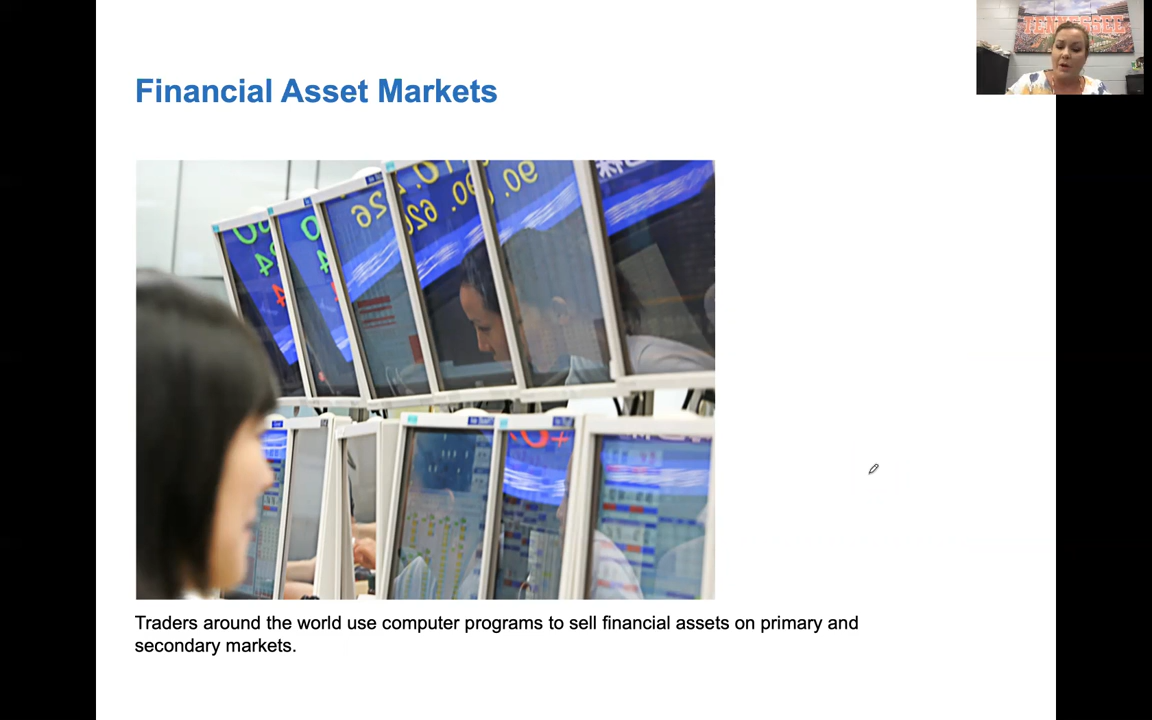 Financial Asset Markets
TENNESSEE
Traders around the world use computer programs to sell financial assets on primary and
secondary markets.